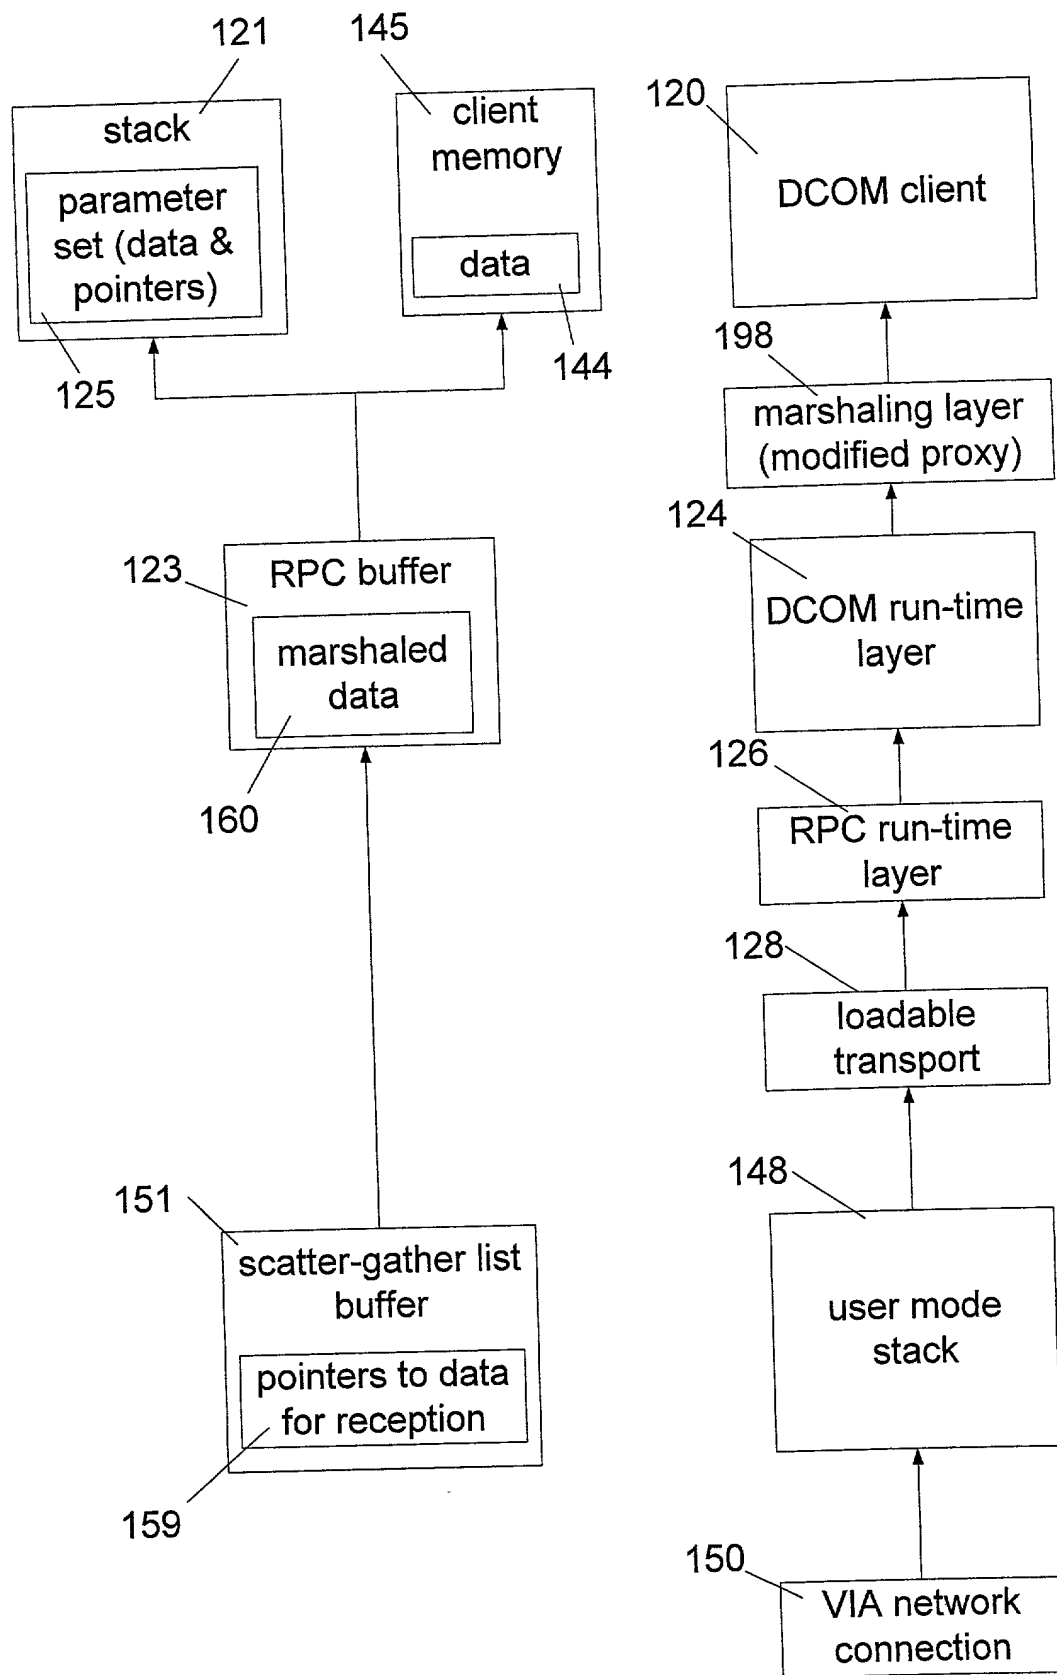 121
145
stack
parameter
set (data &
pointers)
125
client
memory
data
144
120
DCOM client
198
marshaling layer
(modified proxy)
124
DCOM run-time
layer
123
RPC buffer
marshaled
data
160
126
RPC run-time
layer
128
loadable
transport
151
scatter-gather list
buffer
pointers to data
for reception
159
148
user mode
stack
150
VIA network
connection